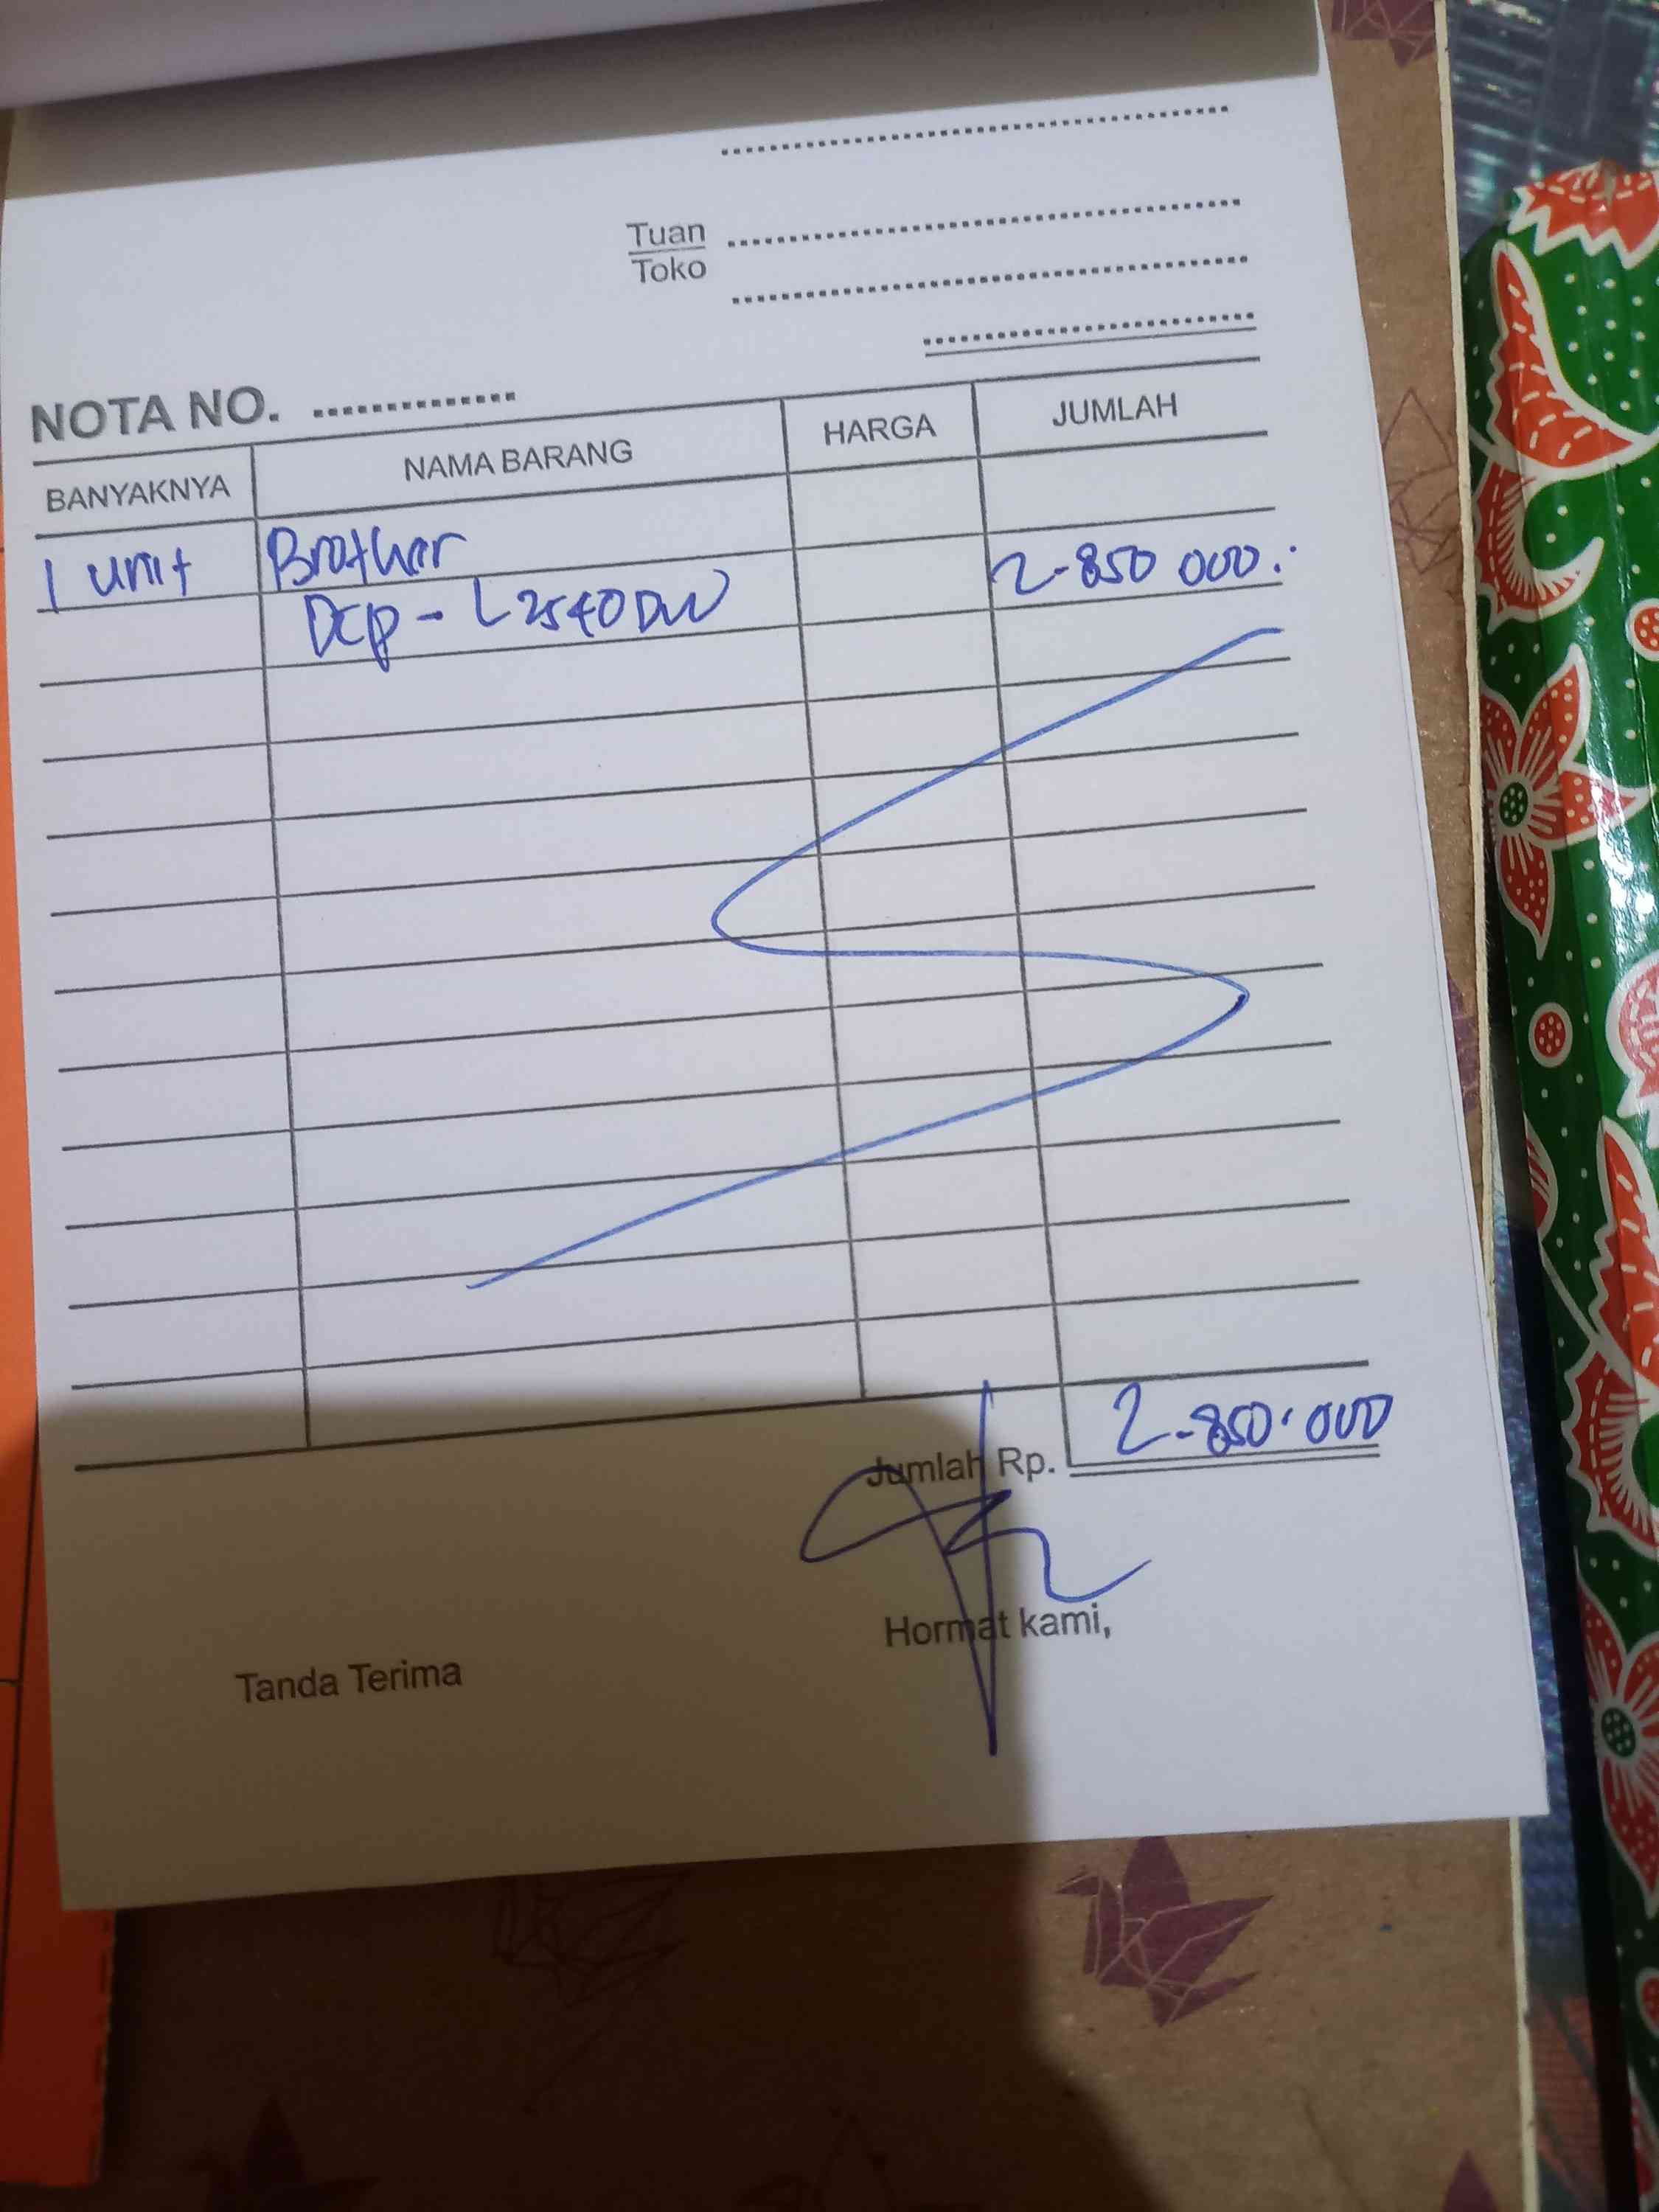 Tuan
Toko
NOTA NO.
BANYAKNYA NAMA BARANG HARGA JUMLAH
1 unit Brother 2-850 000.
DCP - L2540DW
Jumlah Rp. 2-850.000
Hormat kami,
Tanda Terima